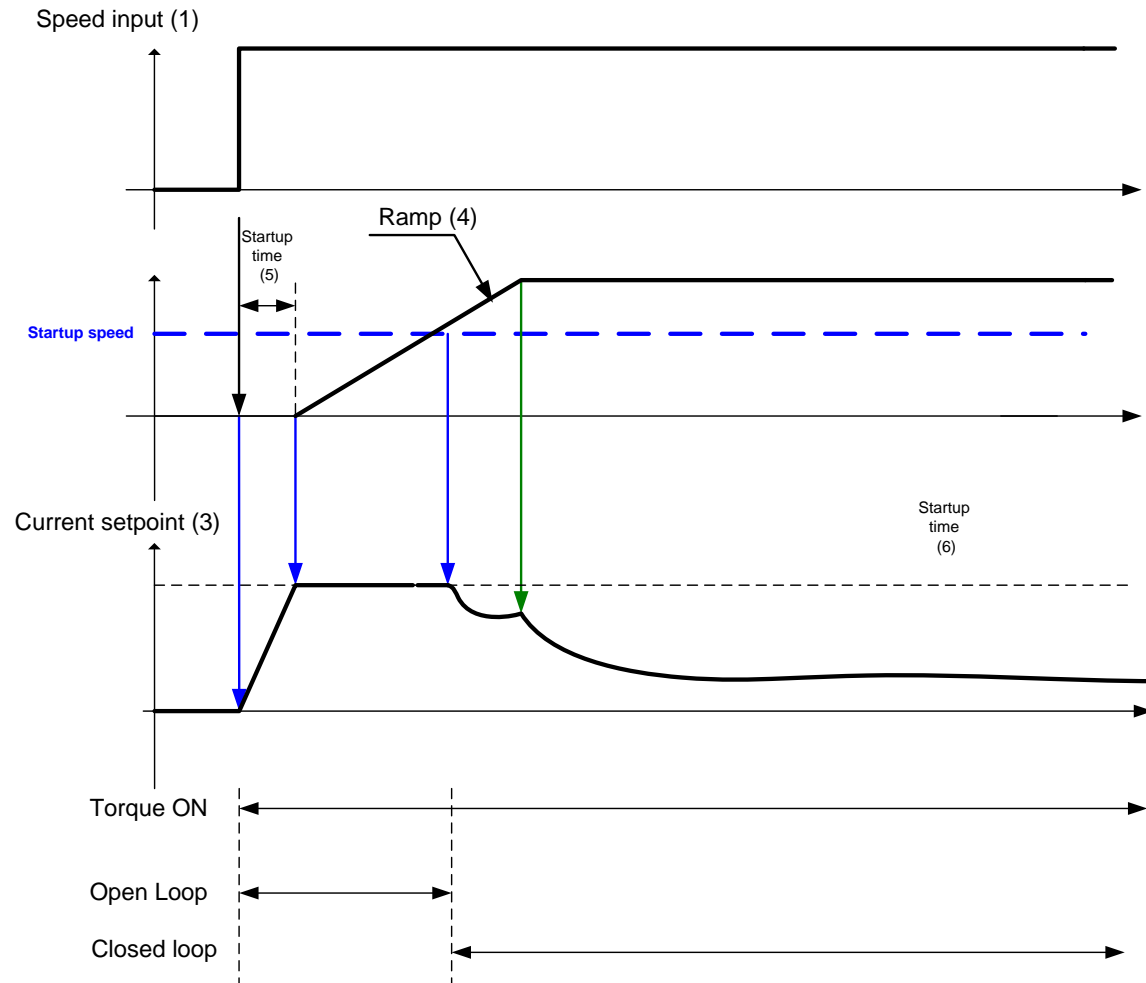 Speed input (1)
Ramp (4)
Startup
time
(5)
Startup speed
Startup
time
(6)
Current setpoint (3)
Torque ON
Open Loop
Closed loop